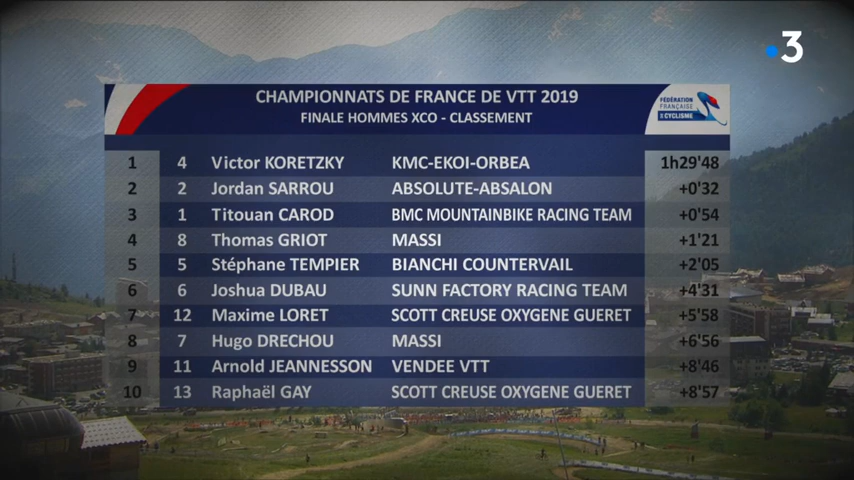 3
CHAMPIONNATS DE FRANCE DE VTT 2019
FINALE HOMMES XCO - CLASSEMENT
FÉDÉRATION
FRANÇAISE
DE CYCLISME
1 4 Victor KORETZKY KMC-EKOI-ORBEA 1h29'48
2 2 Jordan SARROU ABSOLUTE-ABSALON +0'32
3 1 Titouan CAROD BMC MOUNTAINBIKE RACING TEAM +0'54
4 8 Thomas GRIOT MASSI +1'21
5 5 Stéphane TEMPIER BIANCHI COUNTERVAIL +2'05
6 6 Joshua DUBAU SUNN FACTORY RACING TEAM +4'31
7 12 Maxime LORET SCOTT CREUSE OXYGENE GUERET +5'58
8 7 Hugo DRECHOU MASSI +6'56
9 11 Arnold JEANNESSON VENDEE VTT +8'46
10 13 Raphaël GAY SCOTT CREUSE OXYGENE GUERET +8'57